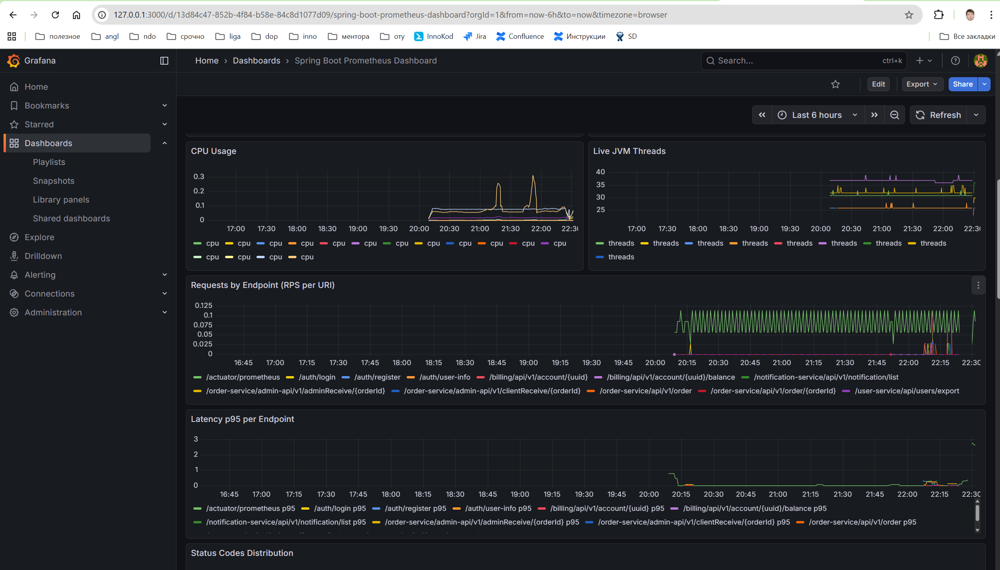 127.0.0.1:3000/d/13d84c47-852b-4f84-b58e-84c8d1077d09/spring-boot-prometheus-dashboard?orgId=1&from=now-6h&to=now&timezone=browser
полезное angl ndo срочно liga dop inno ментора оту InnoKod Jira Confluence Инструкции SD Все закладки
Grafana
Home › Dashboards › Spring Boot Prometheus Dashboard
Search... ctrl+k
Edit Export Share
Last 6 hours Refresh
Home
Bookmarks
Starred
Dashboards
Playlists
Snapshots
Library panels
Shared dashboards
Explore
Drilldown
Alerting
Connections
Administration
CPU Usage
0.3
0.2
0.1
0
17:00 17:30 18:00 18:30 19:00 19:30 20:00 20:30 21:00 21:30 22:00 22:30
cpu cpu cpu cpu cpu cpu cpu cpu cpu cpu cpu cpu
cpu cpu cpu cpu
Live JVM Threads
40
35
30
25
17:00 17:30 18:00 18:30 19:00 19:30 20:00 20:30 21:00 21:30 22:00 22:30
threads threads threads threads threads threads threads threads
threads
Requests by Endpoint (RPS per URI)
0.125
0.1
0.075
0.05
0.025
0
16:45 17:00 17:15 17:30 17:45 18:00 18:15 18:30 18:45 19:00 19:15 19:30 19:45 20:00 20:15 20:30 20:45 21:00 21:15 21:30 21:45 22:00 22:15 22:30
/actuator/prometheus /auth/login /auth/register /auth/user-info /billing/api/v1/account/{uuid} /billing/api/v1/account/{uuid}/balance /notification-service/api/v1/notification/list
/order-service/admin-api/v1/adminReceive/{orderId} /order-service/admin-api/v1/clientReceive/{orderId} /order-service/api/v1/order /order-service/api/v1/order/{orderId} /user-service/api/users/export
Latency p95 per Endpoint
3
2
1
0
16:45 17:00 17:15 17:30 17:45 18:00 18:15 18:30 18:45 19:00 19:15 19:30 19:45 20:00 20:15 20:30 20:45 21:00 21:15 21:30 21:45 22:00 22:15 22:30
/actuator/prometheus p95 /auth/login p95 /auth/register p95 /auth/user-info p95 /billing/api/v1/account/{uuid} p95 /billing/api/v1/account/{uuid}/balance p95
/notification-service/api/v1/notification/list p95 /order-service/admin-api/v1/adminReceive/{orderId} p95 /order-service/admin-api/v1/clientReceive/{orderId} p95 /order-service/api/v1/order p95
Status Codes Distribution